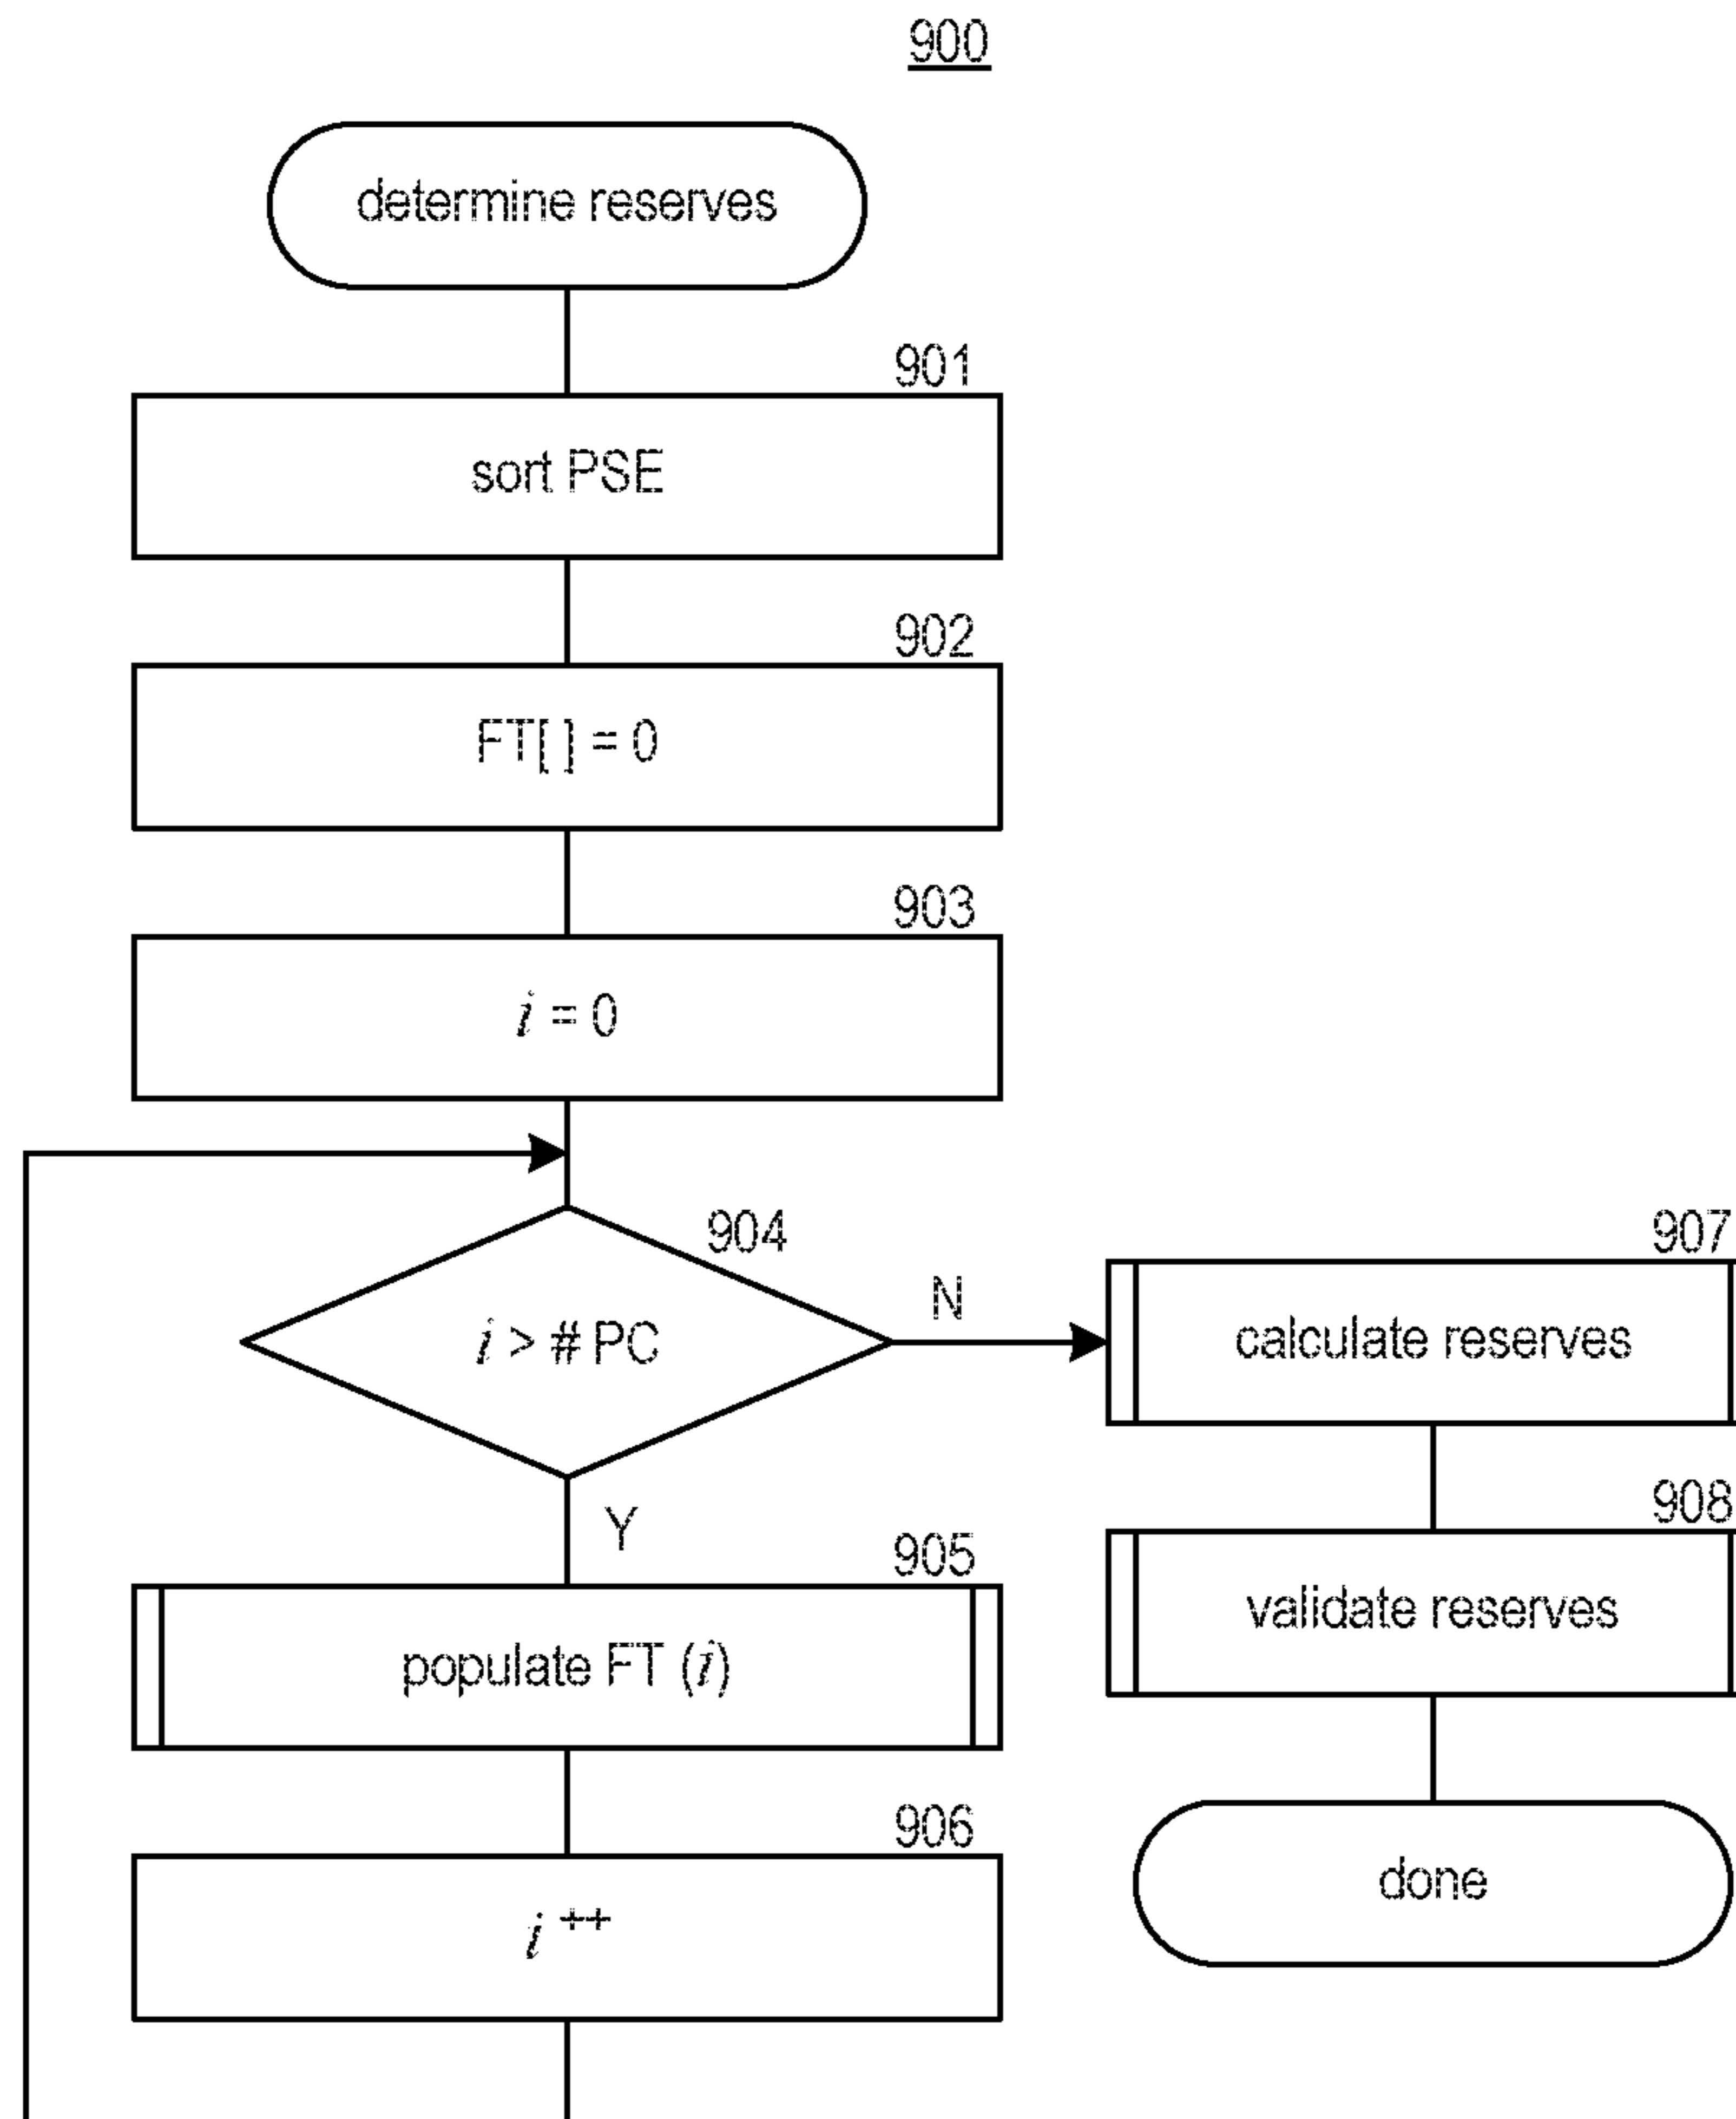 900
determine reserves
901
sort PSE
902
FT[ ] = 0
903
i = 0
904
i > # PC
N
Y
905
populate FT (i)
906
i ++
907
calculate reserves
908
validate reserves
done